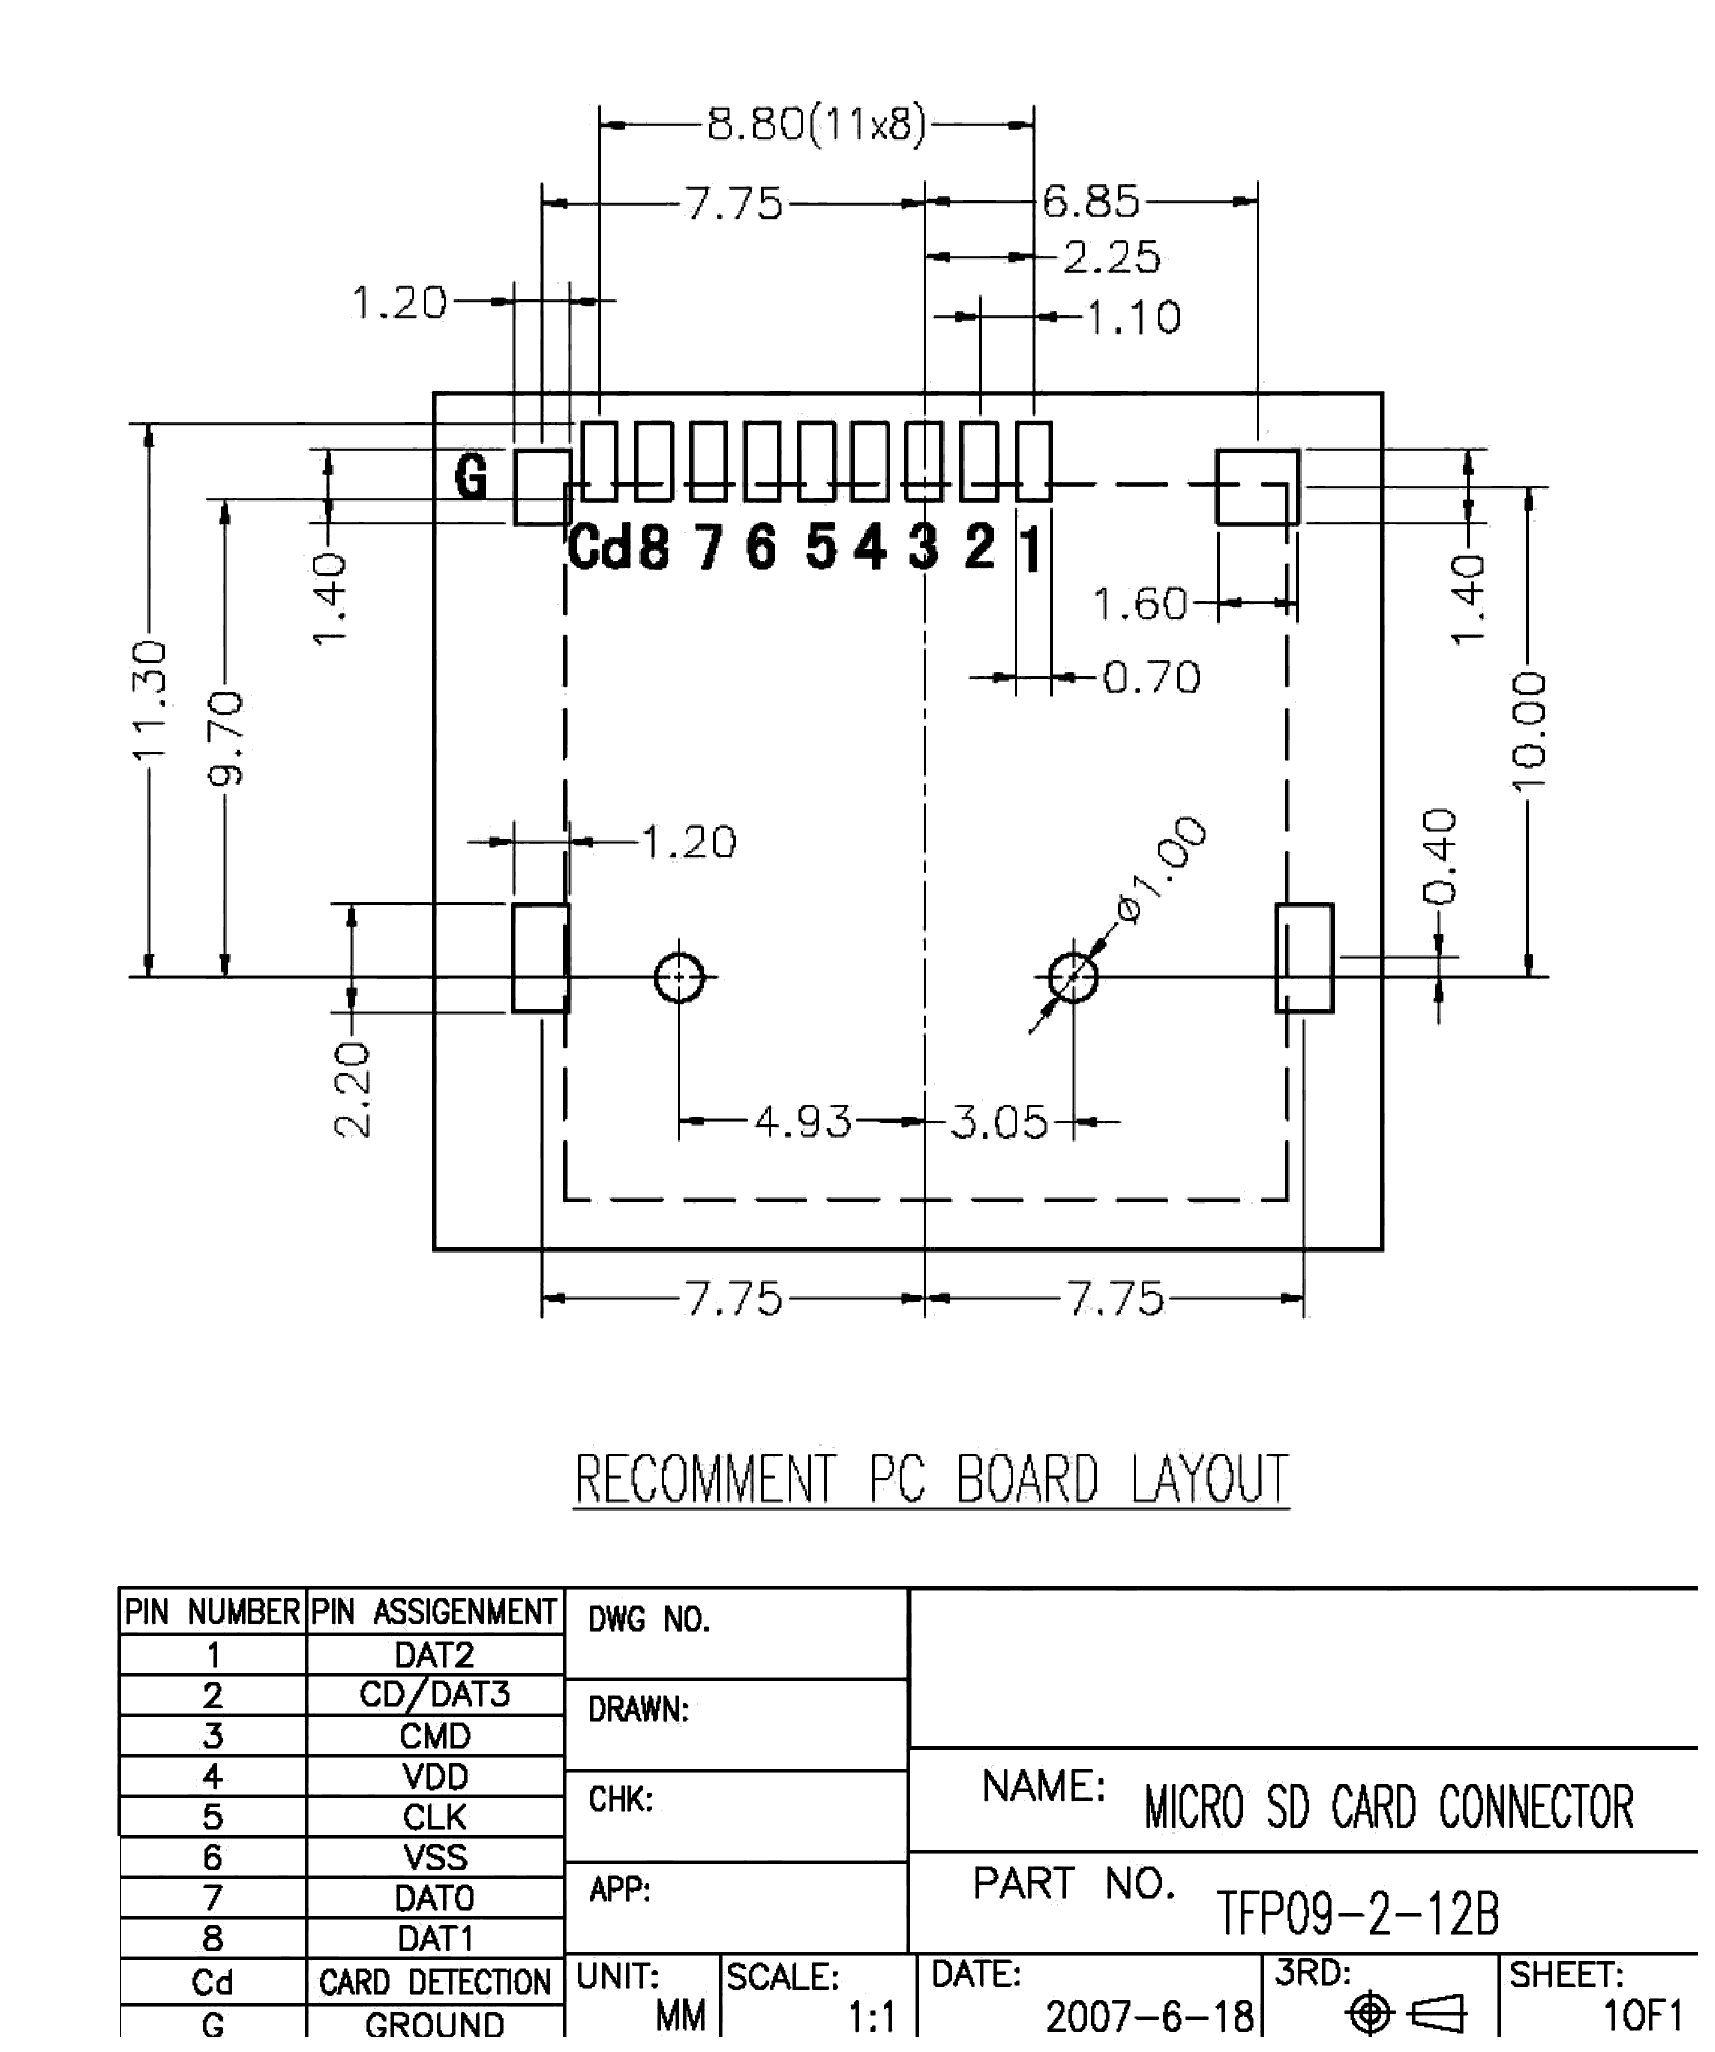 8.80(11x8)
7.75
6.85
2.25
1.20
1.10
G
Cd 8 7 6 5 4 3 2 1
1.40
1.60
1.40
11.30
9.70
0.70
10.00
1.20
0.40
ø1.00
2.20
4.93
3.05
7.75
7.75
RECOMMENT PC BOARD LAYOUT
PIN NUMBER PIN ASSIGENMENT
1 DAT2
2 CD/DAT3
3 CMD
4 VDD
5 CLK
6 VSS
7 DAT0
8 DAT1
Cd CARD DETECTION
G GROUND
DWG NO.
DRAWN:
CHK:
APP:
NAME: MICRO SD CARD CONNECTOR
PART NO. TFP09-2-12B
UNIT: MM
SCALE: 1:1
DATE: 2007-6-18
3RD:
SHEET: 1OF1